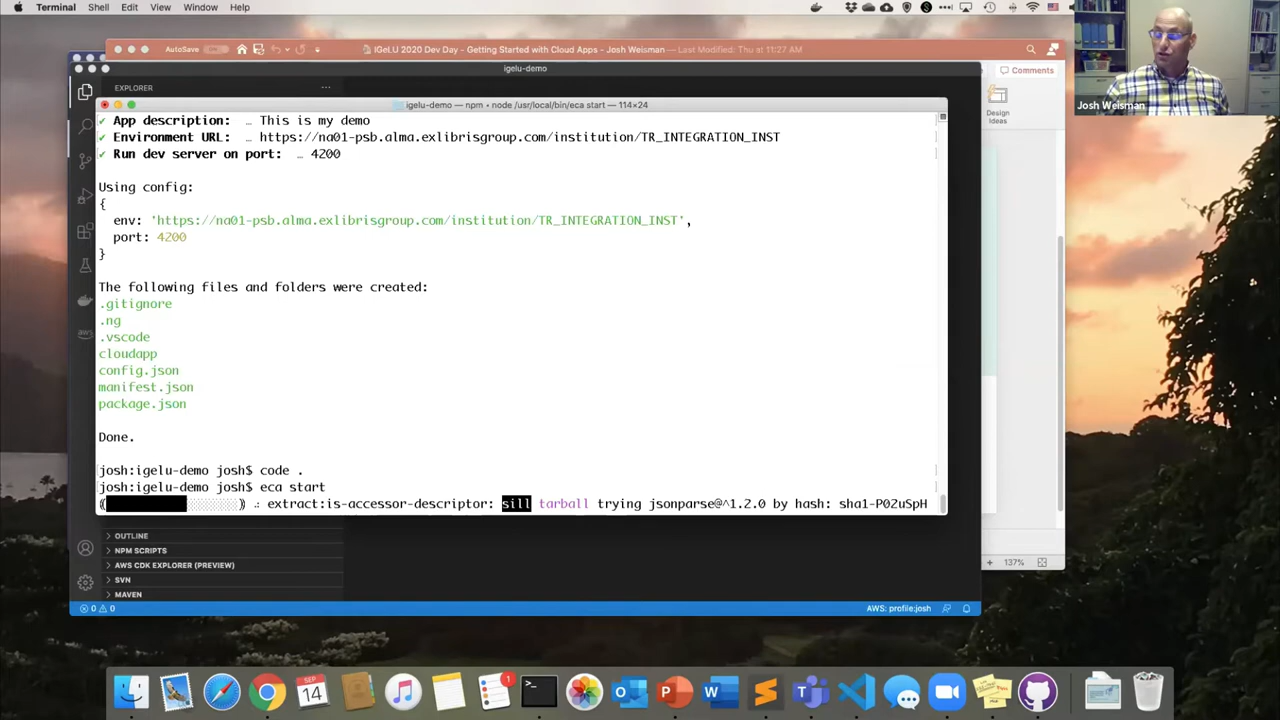 Terminal Shell Edit View Window Help
AutoSave
IGeLU 2020 Dev Day - Getting Started with Cloud Apps - Josh Weisman — Last Modified: Thu at 11:27 AM
igelu-demo
Comments
EXPLORER
Design
Ideas
Josh Weisman
igelu-demo — npm • node /usr/local/bin/eca start — 114×24
✓ App description: … This is my demo
✓ Environment URL: … https://na01-psb.alma.exlibrisgroup.com/institution/TR_INTEGRATION_INST
✓ Run dev server on port: … 4200
Using config:
{
env: 'https://na01-psb.alma.exlibrisgroup.com/institution/TR_INTEGRATION_INST',
port: 4200
}
The following files and folders were created:
.gitignore
.ng
.vscode
cloudapp
config.json
manifest.json
package.json
Done.
josh:igelu-demo josh$ code .
josh:igelu-demo josh$ eca start
extract:is-accessor-descriptor: sill tarball trying jsonparse@^1.2.0 by hash: sha1-P02uSpH
aws
OUTLINE
NPM SCRIPTS
AWS CDK EXPLORER (PREVIEW)
SVN
MAVEN
137%
0 0
AWS: profile:josh
SEP
14
1